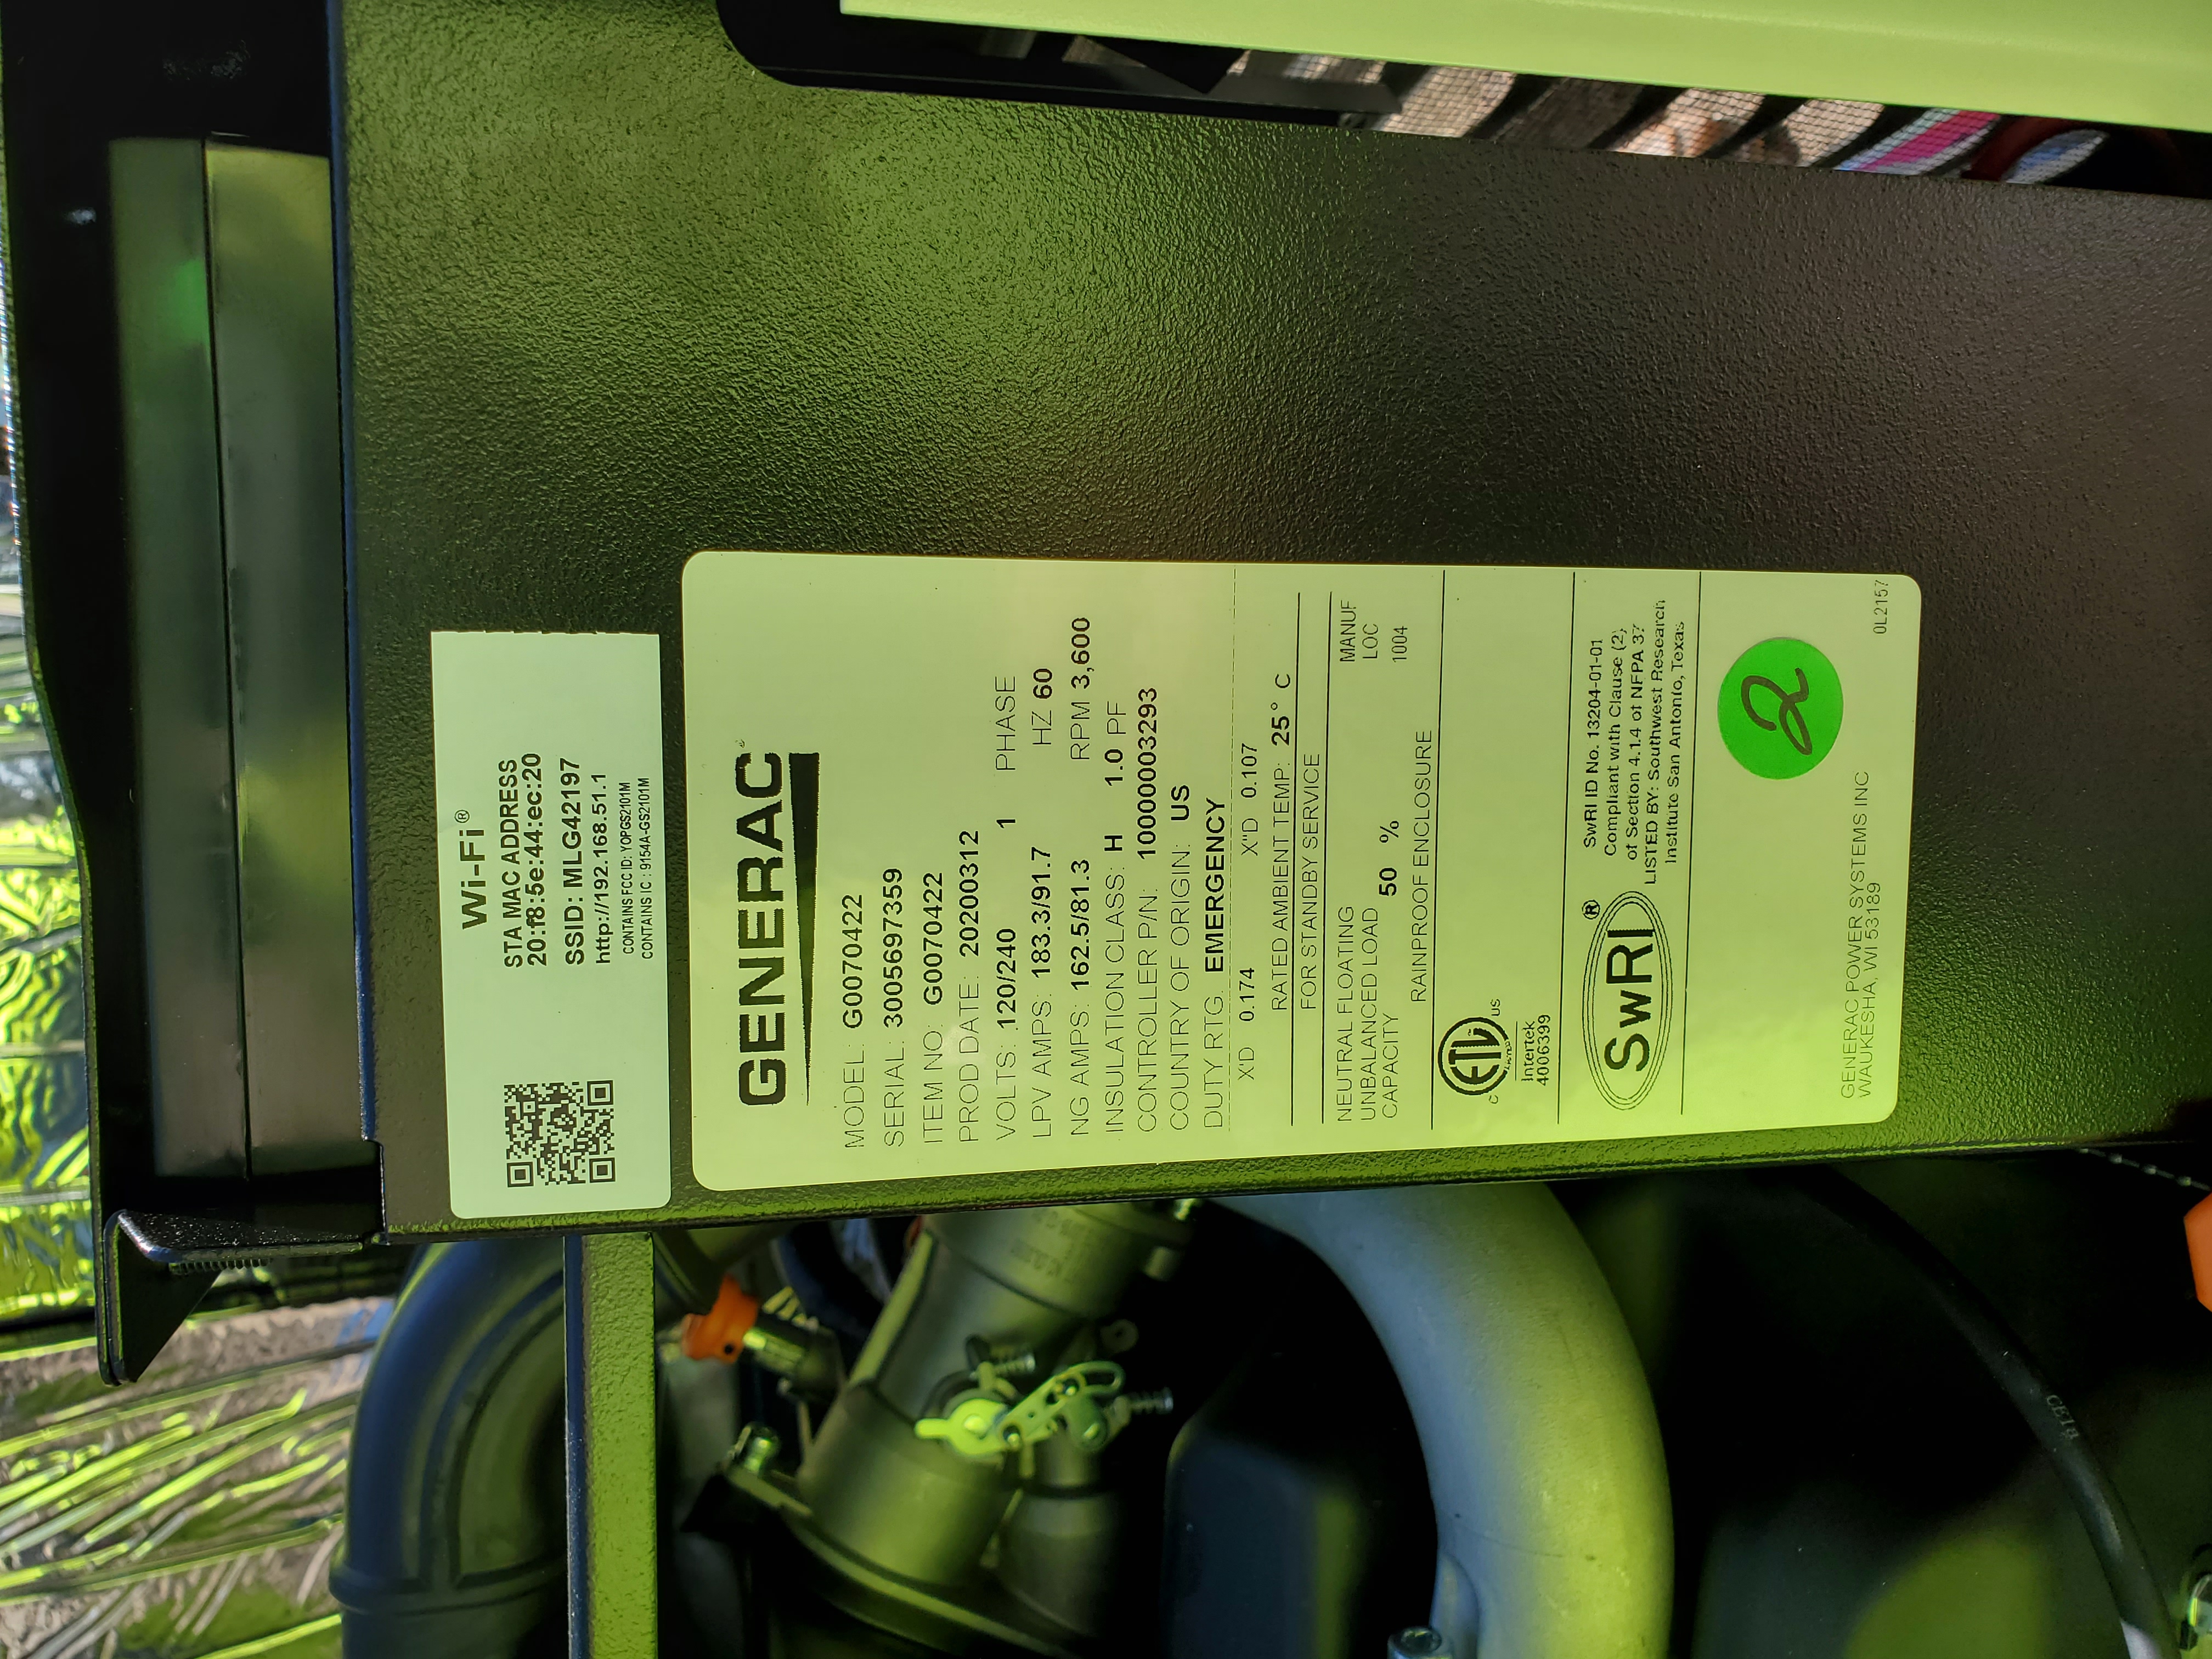 Wi-Fi®
STA MAC ADDRESS
20:f8:5e:44:ec:20
SSID: MLG42197
http://192.168.51.1
CONTAINS FCC ID: YOPGS2101M
CONTAINS IC : 9154A-GS2101M
GENERAC
MODEL: G0070422
SERIAL: 3005697359
ITEM NO: G0070422
PROD DATE: 20200312
VOLTS: 120/240 1 PHASE
LPV AMPS: 183.3/91.7 HZ 60
NG AMPS: 162.5/81.3 RPM 3,600
INSULATION CLASS: H 1.0 PF
CONTROLLER P/N: 10000003293
COUNTRY OF ORIGIN: US
DUTY RTG. EMERGENCY
X'D 0.174 X"D 0.107
RATED AMBIENT TEMP: 25° C
FOR STANDBY SERVICE
NEUTRAL FLOATING
UNBALANCED LOAD
CAPACITY 50 %
MANUF
LOC
1004
RAINPROOF ENCLOSURE
ETL
LISTED
C US
Intertek
4006399
SwRI®
SwRI ID No. 13204-01-01
Compliant with Clause (2)
of Section 4.1.4 of NFPA 37
LISTED BY: Southwest Research
Institute San Antonio, Texas
2
GENERAC POWER SYSTEMS INC
WAUKESHA, WI 53189
0L2157